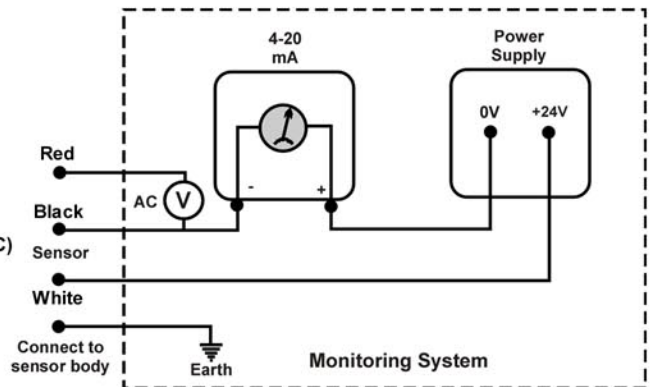 4-20
mA
Power
Supply
0V
+24V
Red
AC
V
-
+
Black
C)
Sensor
White
Connect to
sensor body
Earth
Monitoring System